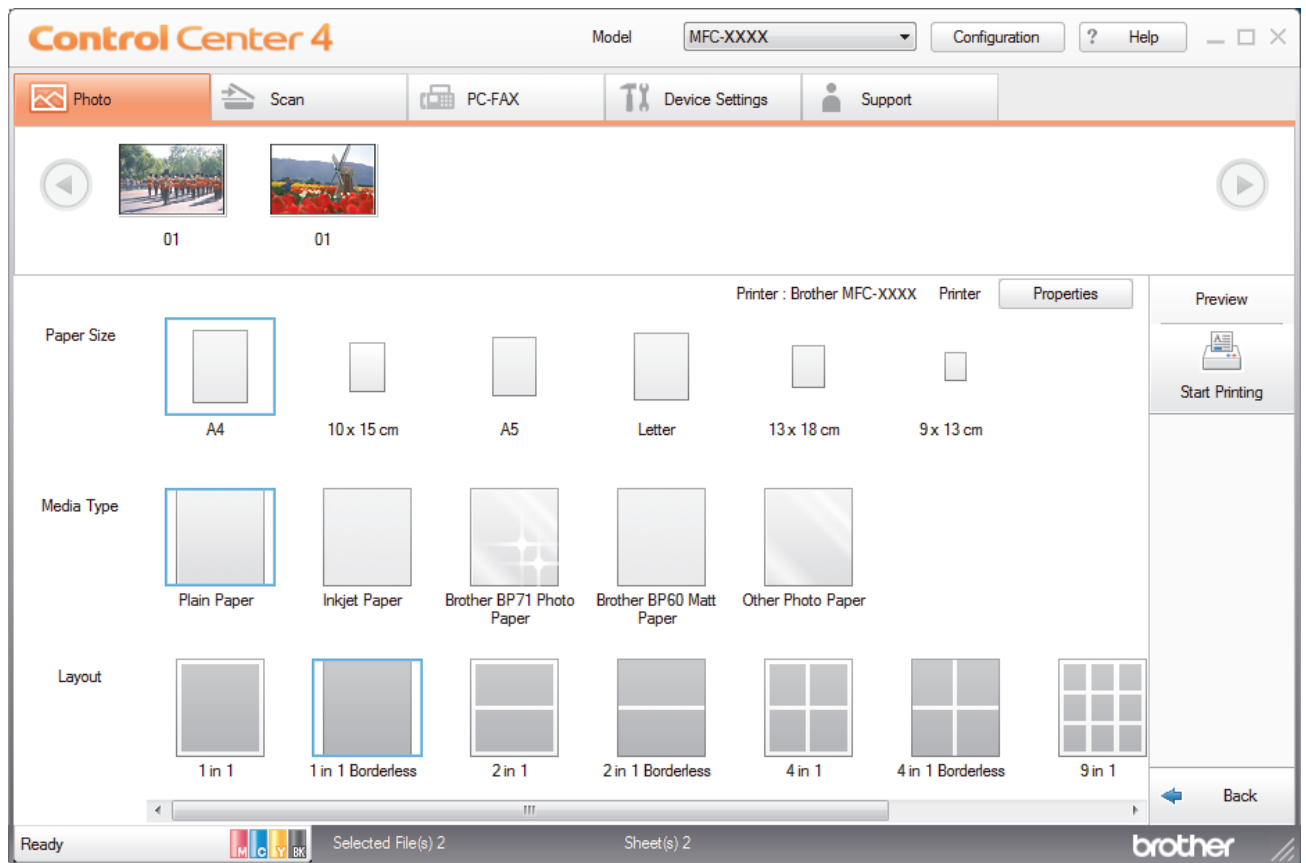 Control Center 4 Model MFC-XXXX Configuration ? Help
Photo Scan PC-FAX Device Settings Support
01 01
Printer : Brother MFC-XXXX Printer Properties Preview
Paper Size
Start Printing
A4 10 x 15 cm A5 Letter 13 x 18 cm 9 x 13 cm
Media Type
Plain Paper Inkjet Paper Brother BP71 Photo Paper Brother BP60 Matt Paper Other Photo Paper
Layout
1 in 1 1 in 1 Borderless 2 in 1 2 in 1 Borderless 4 in 1 4 in 1 Borderless 9 in 1
Back
Ready M C Y BK Selected File(s) 2 Sheet(s) 2 brother